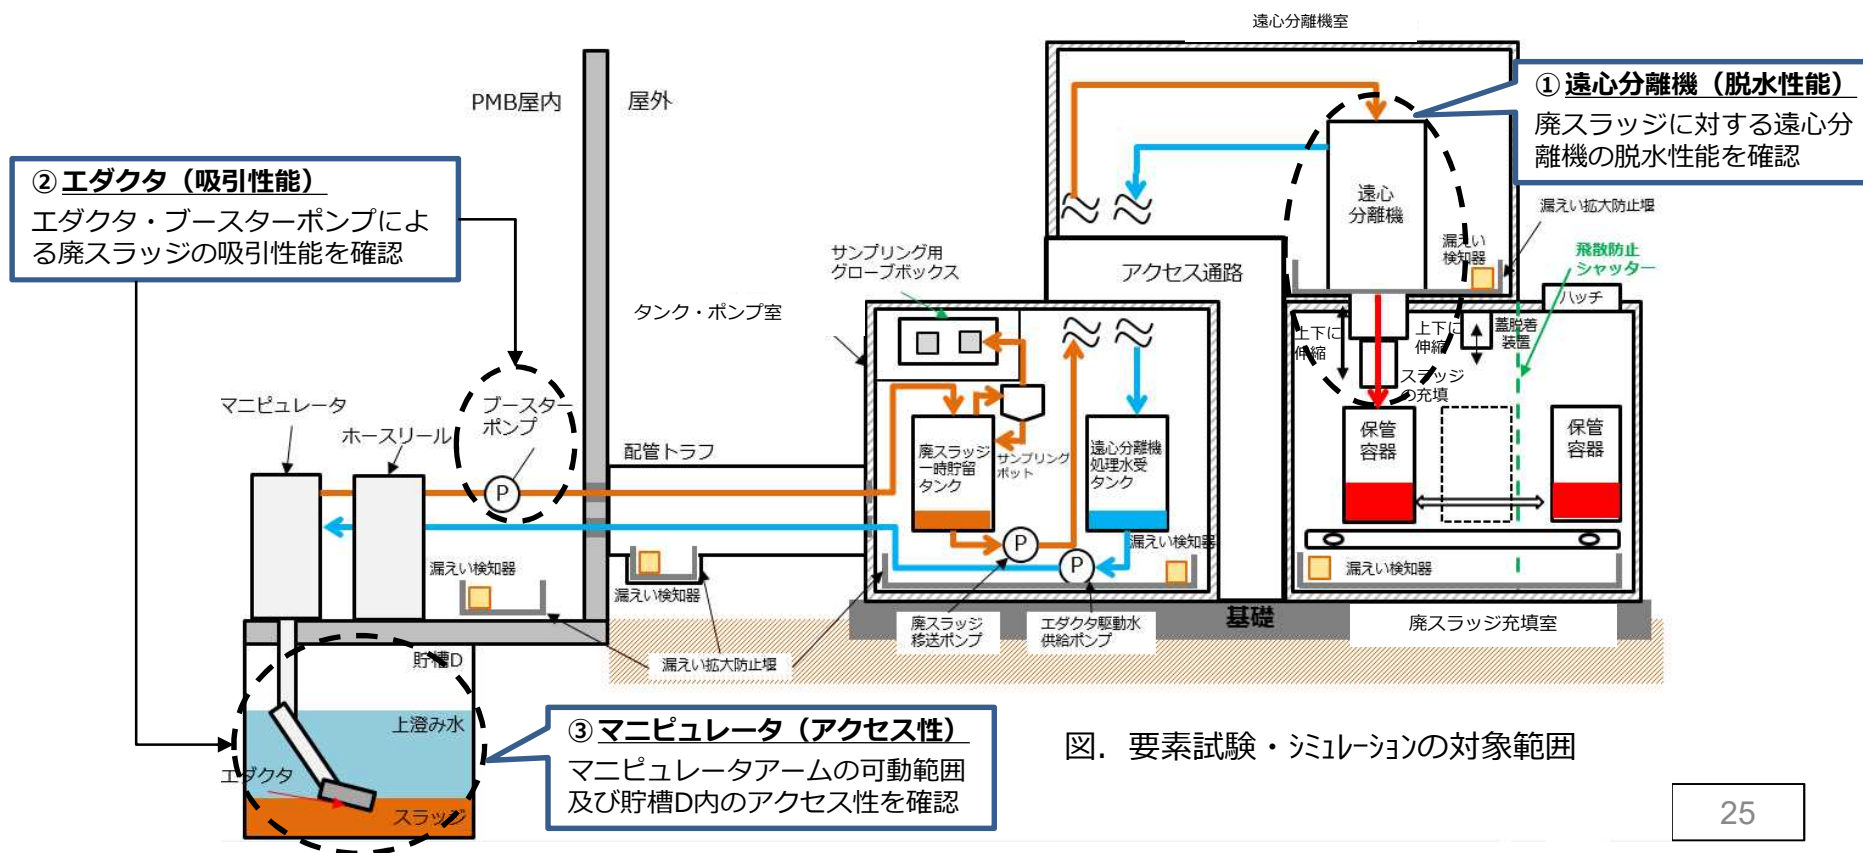 遠心分離機室
① 遠心分離機（脱水性能）
廃スラッジに対する遠心分
離機の脱水性能を確認
PMB屋内
屋外
② エダクタ（吸引性能）
エダクタ・ブースターポンプによ
る廃スラッジの吸引性能を確認
遠心
分離機
漏えい拡大防止堰
漏えい
検知器
飛散防止
シャッター
サンプリング用
グローブボックス
アクセス通路
ハッチ
タンク・ポンプ室
上下に
伸縮
上下に
伸縮
蓋脱着
装置
スラッジ
の充填
マニピュレータ
ホースリール
ブースター
ポンプ
P
配管トラフ
廃スラッジ
一時貯留
タンク
サンプリング
ポット
遠心分離機
処理水受
タンク
保管
容器
保管
容器
P
P
漏えい検知器
漏えい検知器
漏えい検知器
漏えい検知器
廃スラッジ
移送ポンプ
エダクタ駆動水
供給ポンプ
基礎
廃スラッジ充填室
漏えい拡大防止堰
貯槽D
上澄み水
エダクタ
スラッジ
③ マニピュレータ（アクセス性）
マニピュレータアームの可動範囲
及び貯槽D内のアクセス性を確認
図. 要素試験・ｼﾐｭﾚｰｼｮﾝの対象範囲
25